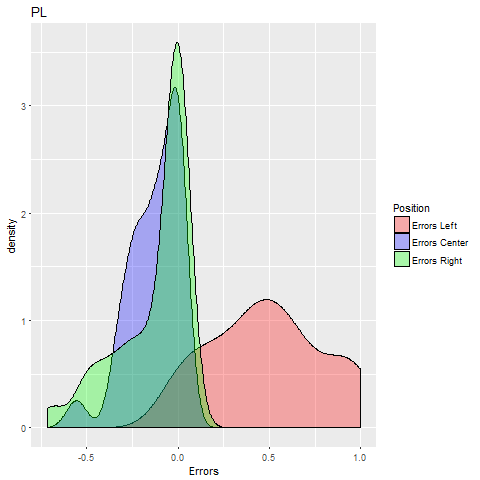 PL
density
3
2
1
0
-0.5
0.0
0.5
1.0
Errors
Position
Errors Left
Errors Center
Errors Right